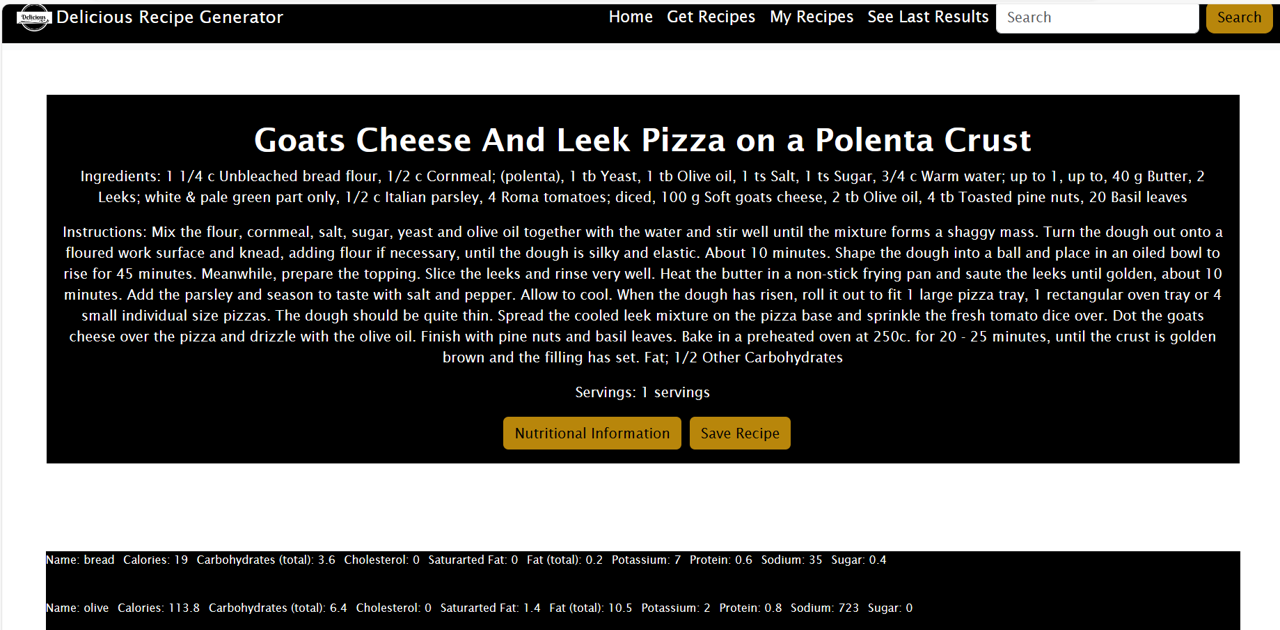 Delicious
Delicious Recipe Generator
Home Get Recipes My Recipes See Last Results Search Search
Goats Cheese And Leek Pizza on a Polenta Crust
Ingredients: 1 1/4 c Unbleached bread flour, 1/2 c Cornmeal; (polenta), 1 tb Yeast, 1 tb Olive oil, 1 ts Salt, 1 ts Sugar, 3/4 c Warm water; up to 1, up to, 40 g Butter, 2
Leeks; white & pale green part only, 1/2 c Italian parsley, 4 Roma tomatoes; diced, 100 g Soft goats cheese, 2 tb Olive oil, 4 tb Toasted pine nuts, 20 Basil leaves
Instructions: Mix the flour, cornmeal, salt, sugar, yeast and olive oil together with the water and stir well until the mixture forms a shaggy mass. Turn the dough out onto a
floured work surface and knead, adding flour if necessary, until the dough is silky and elastic. About 10 minutes. Shape the dough into a ball and place in an oiled bowl to
rise for 45 minutes. Meanwhile, prepare the topping. Slice the leeks and rinse very well. Heat the butter in a non-stick frying pan and saute the leeks until golden, about 10
minutes. Add the parsley and season to taste with salt and pepper. Allow to cool. When the dough has risen, roll it out to fit 1 large pizza tray, 1 rectangular oven tray or 4
small individual size pizzas. The dough should be quite thin. Spread the cooled leek mixture on the pizza base and sprinkle the fresh tomato dice over. Dot the goats
cheese over the pizza and drizzle with the olive oil. Finish with pine nuts and basil leaves. Bake in a preheated oven at 250c. for 20 - 25 minutes, until the crust is golden
brown and the filling has set. Fat; 1/2 Other Carbohydrates
Servings: 1 servings
Nutritional Information Save Recipe
Name: bread Calories: 19 Carbohydrates (total): 3.6 Cholesterol: 0 Saturarted Fat: 0 Fat (total): 0.2 Potassium: 7 Protein: 0.6 Sodium: 35 Sugar: 0.4
Name: olive Calories: 113.8 Carbohydrates (total): 6.4 Cholesterol: 0 Saturarted Fat: 1.4 Fat (total): 10.5 Potassium: 2 Protein: 0.8 Sodium: 723 Sugar: 0